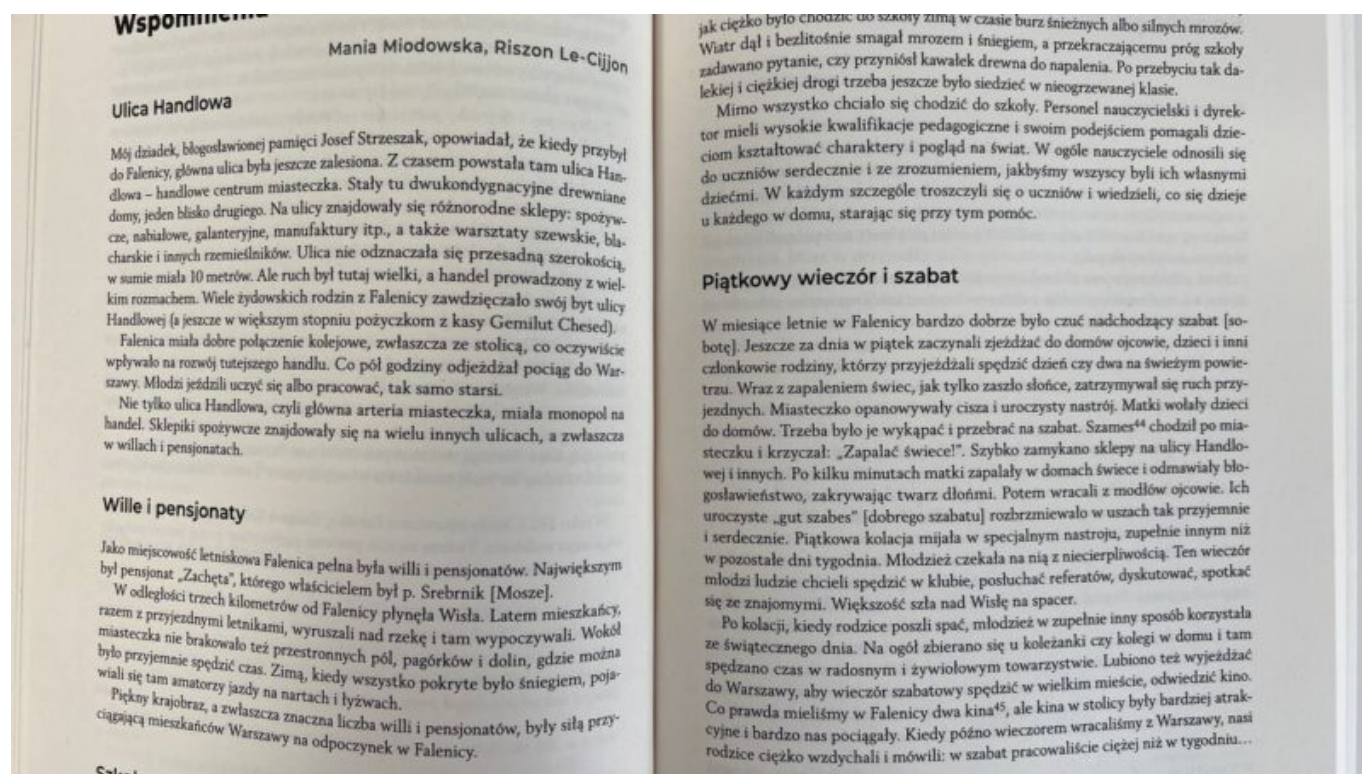 Wspomnienia
Mania Miodowska, Riszon Le-Cijjon
Ulica Handlowa
Mój dziadek, błogosławionej pamięci Josef Strzeszak, opowiadał, że kiedy przybył
do Falenicy, główna ulica była jeszcze zalesiona. Z czasem powstała tam ulica Han-
dlowa – handlowe centrum miasteczka. Stały tu dwukondygnacyjne drewniane
domy, jeden blisko drugiego. Na ulicy znajdowały się różnorodne sklepy: spożyw-
cze, nabiałowe, galanteryjne, manufaktury itp., a także warsztaty szewskie, bla-
charskie i innych rzemieślników. Ulica nie odznaczała się przesadną szerokością,
w sumie miała 10 metrów. Ale ruch był tutaj wielki, a handel prowadzony z wiel-
kim rozmachem. Wiele żydowskich rodzin z Falenicy zawdzięczało swój byt ulicy
Handlowej (a jeszcze w większym stopniu pożyczkom z kasy Gemilut Chesed).
Falenica miała dobre połączenie kolejowe, zwłaszcza ze stolicą, co oczywiście
wpływało na rozwój tutejszego handlu. Co pół godziny odjeżdżał pociąg do War-
szawy. Młodzi jeździli uczyć się albo pracować, tak samo starsi.
Nie tylko ulica Handlowa, czyli główna arteria miasteczka, miała monopol na
handel. Sklepiki spożywcze znajdowały się na wielu innych ulicach, a zwłaszcza
w willach i pensjonatach.
Wille i pensjonaty
Jako miejscowość letniskowa Falenica pełna była willi i pensjonatów. Największym
był pensjonat „Zachęta”, którego właścicielem był p. Srebrnik [Mosze].
W odległości trzech kilometrów od Falenicy płynęła Wisła. Latem mieszkańcy,
razem z przyjezdnymi letnikami, wyruszali nad rzekę i tam wypoczywali. Wokół
miasteczka nie brakowało też przestronnych pól, pagórków i dolin, gdzie można
było przyjemnie spędzić czas. Zimą, kiedy wszystko pokryte było śniegiem, poja-
wiali się tam amatorzy jazdy na nartach i łyżwach.
Piękny krajobraz, a zwłaszcza znaczna liczba willi i pensjonatów, były siłą przy-
ciągającą mieszkańców Warszawy na odpoczynek w Falenicy.
jak ciężko było chodzić do szkoły zimą w czasie burz śnieżnych albo silnych mrozów.
Wiatr dął i bezlitośnie smagał mrozem i śniegiem, a przekraczającemu próg szkoły
zadawano pytanie, czy przyniósł kawałek drewna do napalenia. Po przebyciu tak da-
lekiej i ciężkiej drogi trzeba jeszcze było siedzieć w nieogrzewanej klasie.
Mimo wszystko chciało się chodzić do szkoły. Personel nauczycielski i dyrek-
tor mieli wysokie kwalifikacje pedagogiczne i swoim podejściem pomagali dzie-
ciom kształtować charaktery i pogląd na świat. W ogóle nauczyciele odnosili się
do uczniów serdecznie i ze zrozumieniem, jakbyśmy wszyscy byli ich własnymi
dziećmi. W każdym szczególe troszczyli się o uczniów i wiedzieli, co się dzieje
u każdego w domu, starając się przy tym pomóc.
Piątkowy wieczór i szabat
W miesiące letnie w Falenicy bardzo dobrze było czuć nadchodzący szabat [so-
botę]. Jeszcze za dnia w piątek zaczynali zjeżdżać do domów ojcowie, dzieci i inni
członkowie rodziny, którzy przyjeżdżali spędzić dzień czy dwa na świeżym powie-
trzu. Wraz z zapaleniem świec, jak tylko zaszło słońce, zatrzymywał się ruch przy-
jezdnych. Miasteczko opanowywały cisza i uroczysty nastrój. Matki wołały dzieci
do domów. Trzeba było je wykąpać i przebrać na szabat. Szames⁴⁴ chodził po mia-
steczku i krzyczał: „Zapalać świece!”. Szybko zamykano sklepy na ulicy Handlo-
wej i innych. Po kilku minutach matki zapalały w domach świece i odmawiały bło-
gosławieństwo, zakrywając twarz dłońmi. Potem wracali z modłów ojcowie. Ich
uroczyste „gut szabes” [dobrego szabatu] rozbrzmiewało w uszach tak przyjemnie
i serdecznie. Piątkowa kolacja mijała w specjalnym nastroju, zupełnie innym niż
w pozostałe dni tygodnia. Młodzież czekała na nią z niecierpliwością. Ten wieczór
młodzi ludzie chcieli spędzić w klubie, posłuchać referatów, dyskutować, spotkać
się ze znajomymi. Większość szła nad Wisłę na spacer.
Po kolacji, kiedy rodzice poszli spać, młodzież w zupełnie inny sposób korzystała
ze świątecznego dnia. Na ogół zbierano się u koleżanki czy kolegi w domu i tam
spędzano czas w radosnym i żywiołowym towarzystwie. Lubiono też wyjeżdżać
do Warszawy, aby wieczór szabatowy spędzić w wielkim mieście, odwiedzić kino.
Co prawda mieliśmy w Falenicy dwa kina⁴⁵, ale kina w stolicy były bardziej atrak-
cyjne i bardzo nas pociągały. Kiedy późno wieczorem wracaliśmy z Warszawy, nasi
rodzice ciężko wzdychali i mówili: w szabat pracowaliście ciężej niż w tygodniu...